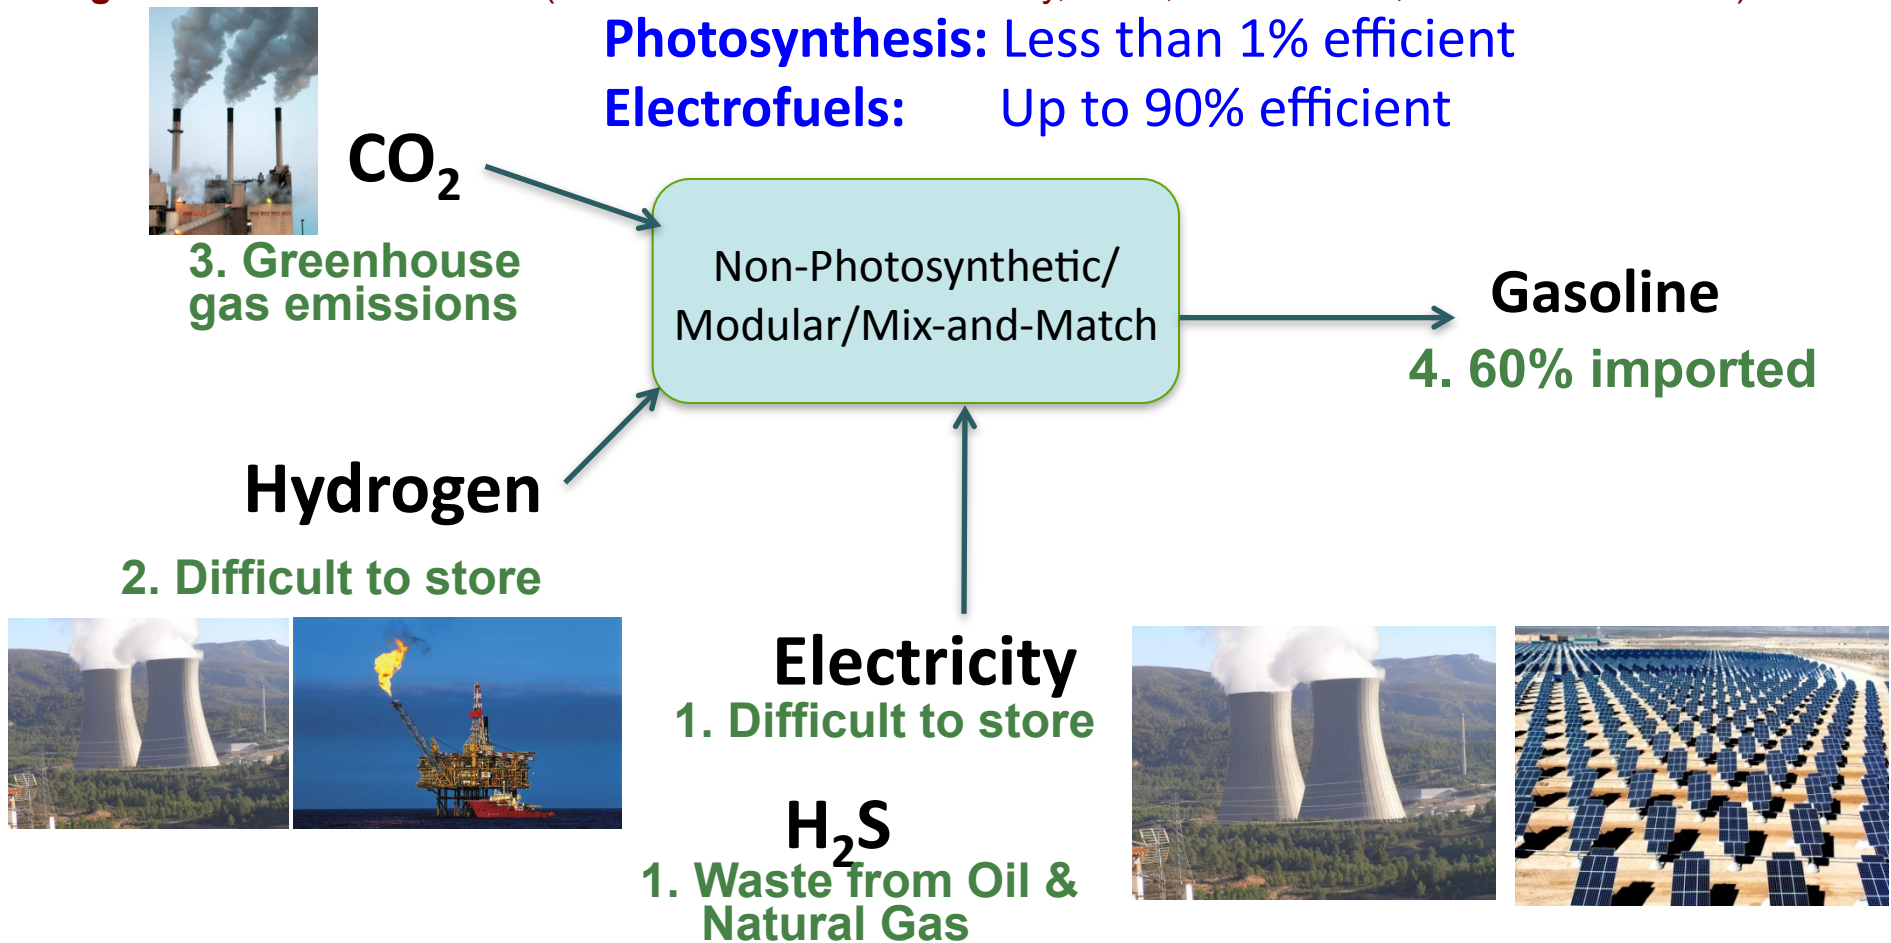 Photosynthesis: Less than 1% efficient
Electrofuels: Up to 90% efficient
CO₂
3. Greenhouse
gas emissions
Non-Photosynthetic/
Modular/Mix-and-Match
Gasoline
4. 60% imported
Hydrogen
2. Difficult to store
Electricity
1. Difficult to store
H₂S
1. Waste from Oil &
Natural Gas